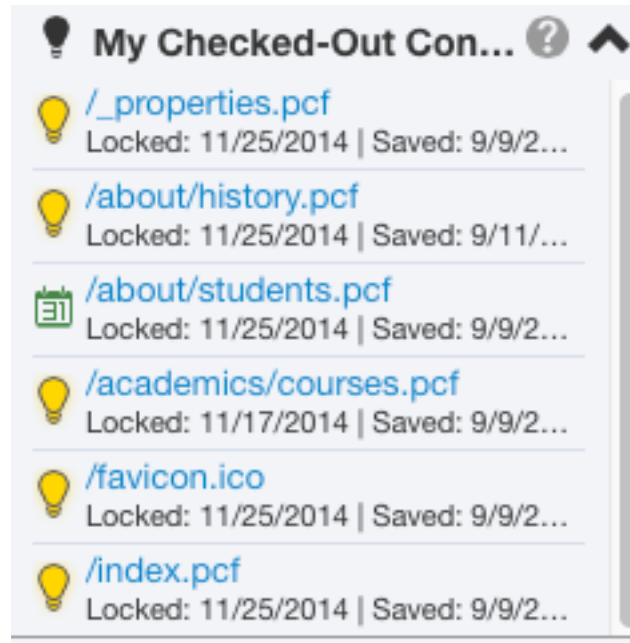 My Checked-Out Con... ?
/_properties.pcf
Locked: 11/25/2014 | Saved: 9/9/2...
/about/history.pcf
Locked: 11/25/2014 | Saved: 9/11/...
31 /about/students.pcf
Locked: 11/25/2014 | Saved: 9/9/2...
/academics/courses.pcf
Locked: 11/17/2014 | Saved: 9/9/2...
/favicon.ico
Locked: 11/25/2014 | Saved: 9/9/2...
/index.pcf
Locked: 11/25/2014 | Saved: 9/9/2...